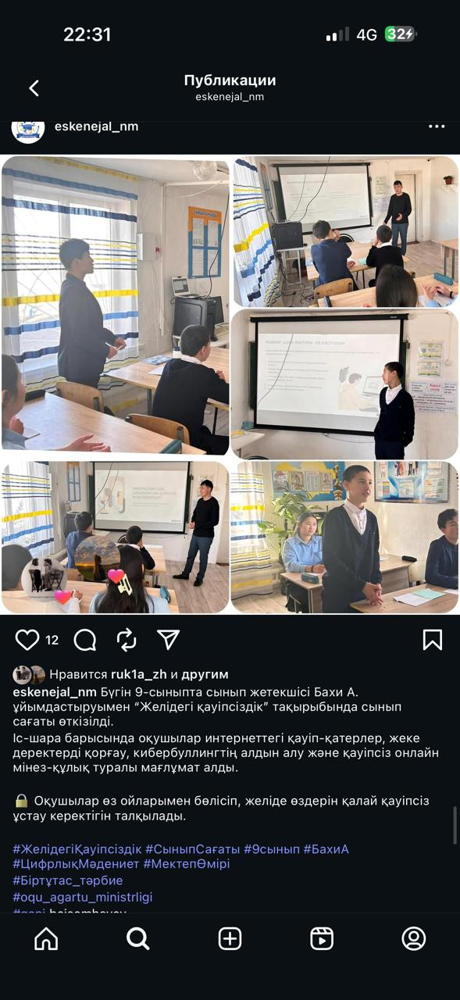 22:31
4G
32
Публикации
eskenejal_nm
eskenejal_nm
12
Нравится ruk1a_zh и другим
eskenejal_nm Бүгін 9-сыныпта сынып жетекшісі Бахи А.
ұйымдастыруымен “Желідегі қауіпсіздік” тақырыбында сынып
сағаты өткізілді.
Іс-шара барысында оқушылар интернеттегі қауіп-қатерлер, жеке
деректерді қорғау, кибербуллингтің алдын алу және қауіпсіз онлайн
мінез-құлық туралы мағлұмат алды.
🔒 Оқушылар өз ойларымен бөлісіп, желіде өздерін қалай қауіпсіз
ұстау керектігін талқылады.
#ЖелідегіҚауіпсіздік #СыныпСағаты #9сынып #БахиА
#ЦифрлықМәдениет #МектепӨмірі
#Біртұтас_тәрбие
#oqu_agartu_ministrligi